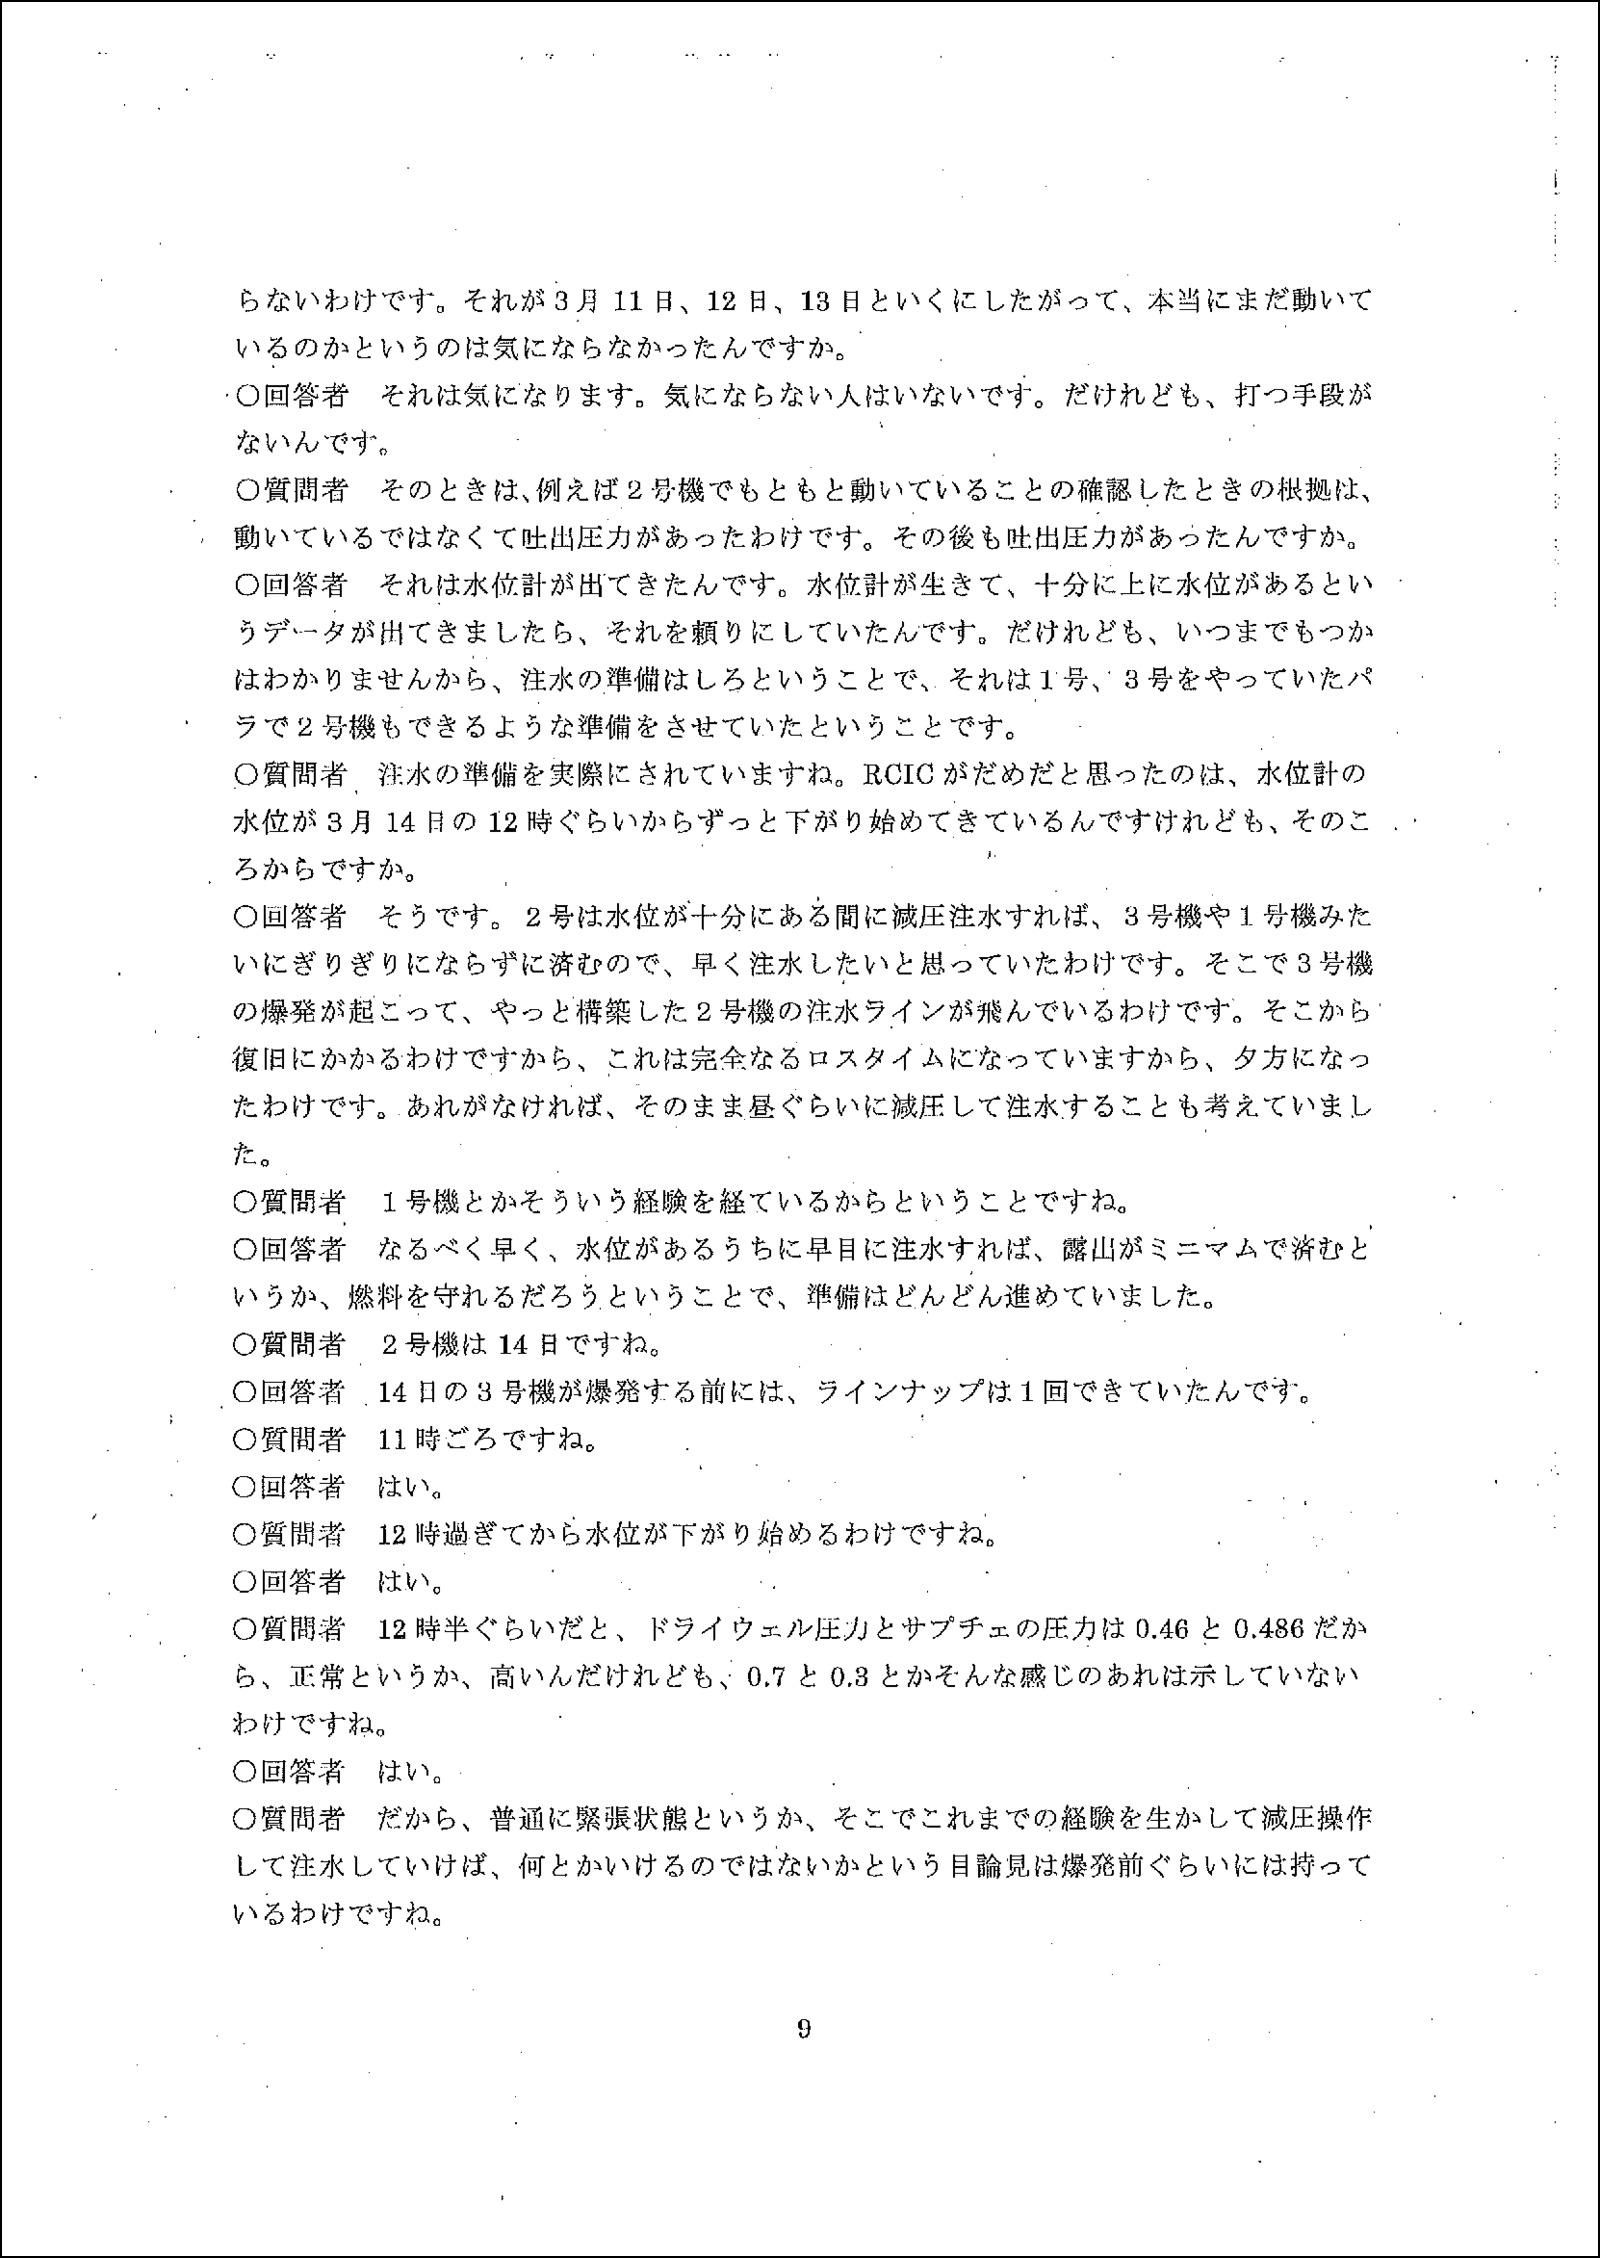 らないわけです。それが３月 11 日、12 日、13 日といくにしたがって、本当にまだ動いて
いるのかというのは気にならなかったんですか。
○回答者　それは気になります。気にならない人はいないです。だけれども、打つ手段が
ないんです。
○質問者　そのときは、例えば２号機でもともと動いていることの確認したときの根拠は、
動いているではなくて吐出圧力があったわけです。その後も吐出圧力があったんですか。
○回答者　それは水位計が出てきたんです。水位計が生きて、十分に上に水位があるとい
うデータが出てきましたら、それを頼りにしていたんです。だけれども、いつまでもつか
はわかりませんから、注水の準備はしろということで、それは１号、３号をやっていたパ
ラで２号機もできるような準備をさせていたということです。
○質問者　注水の準備を実際にされていますね。RCIC がだめだと思ったのは、水位計の
水位が３月 14 日の 12 時ぐらいからずっと下がり始めてきているんですけれども、そのこ
ろからですか。
○回答者　そうです。２号は水位が十分にある間に減圧注水すれば、３号機や１号機みた
いにぎりぎりにならずに済むので、早く注水したいと思っていたわけです。そこで３号機
の爆発が起こって、やっと構築した２号機の注水ラインが飛んでいるわけです。そこから
復旧にかかるわけですから、これは完全なるロスタイムになっていますから、夕方になっ
たわけです。あれがなければ、そのまま昼ぐらいに減圧して注水することも考えていまし
た。
○質問者　１号機とかそういう経験を経ているからということですね。
○回答者　なるべく早く、水位があるうちに早目に注水すれば、露出がミニマムで済むと
いうか、燃料を守れるだろうということで、準備はどんどん進めていました。
○質問者　２号機は 14 日ですね。
○回答者　14 日の３号機が爆発する前には、ラインナップは１回できていたんです。
○質問者　11 時ごろですね。
○回答者　はい。
○質問者　12 時過ぎてから水位が下がり始めるわけですね。
○回答者　はい。
○質問者　12 時半ぐらいだと、ドライウェル圧力とサプチェの圧力は 0.46 と 0.486 だか
ら、正常というか、高いんだけれども、0.7 と 0.3 とかそんな感じのあれは示していない
わけですね。
○回答者　はい。
○質問者　だから、普通に緊張状態というか、そこでこれまでの経験を生かして減圧操作
して注水していけば、何とかいけるのではないかという目論見は爆発前ぐらいには持って
いるわけですね。
9